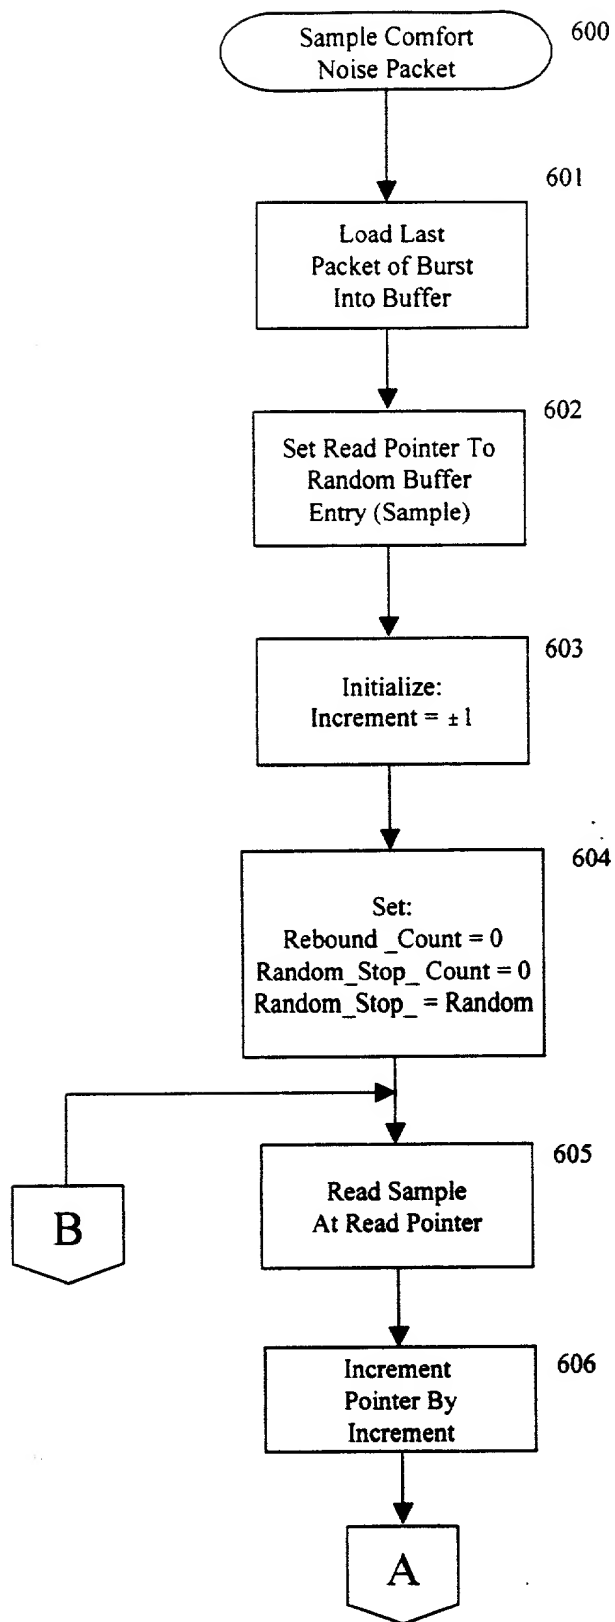 Sample Comfort
Noise Packet
600
601
Load Last
Packet of Burst
Into Buffer
602
Set Read Pointer To
Random Buffer
Entry (Sample)
603
Initialize:
Increment = ±1
604
Set:
Rebound _Count = 0
Random_Stop_ Count = 0
Random_Stop_ = Random
605
Read Sample
At Read Pointer
B
606
Increment
Pointer By
Increment
A